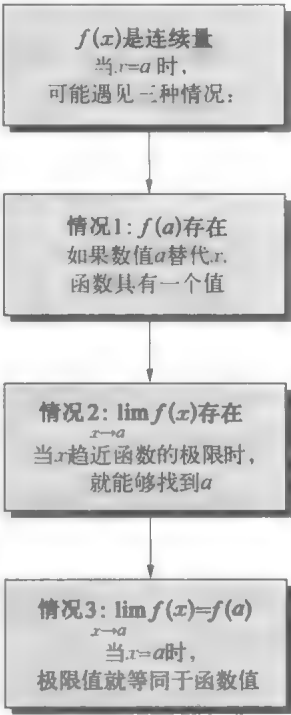 f(x)是连续量
当x=a时,
可能遇见三种情况:
情况1: f(a)存在
如果数值a替代x,
函数具有一个值
情况2: lim f(x)存在
x→a
当x趋近函数的极限时,
就能够找到a
情况3: lim f(x)=f(a)
x→a
当x=a时,
极限值就等同于函数值